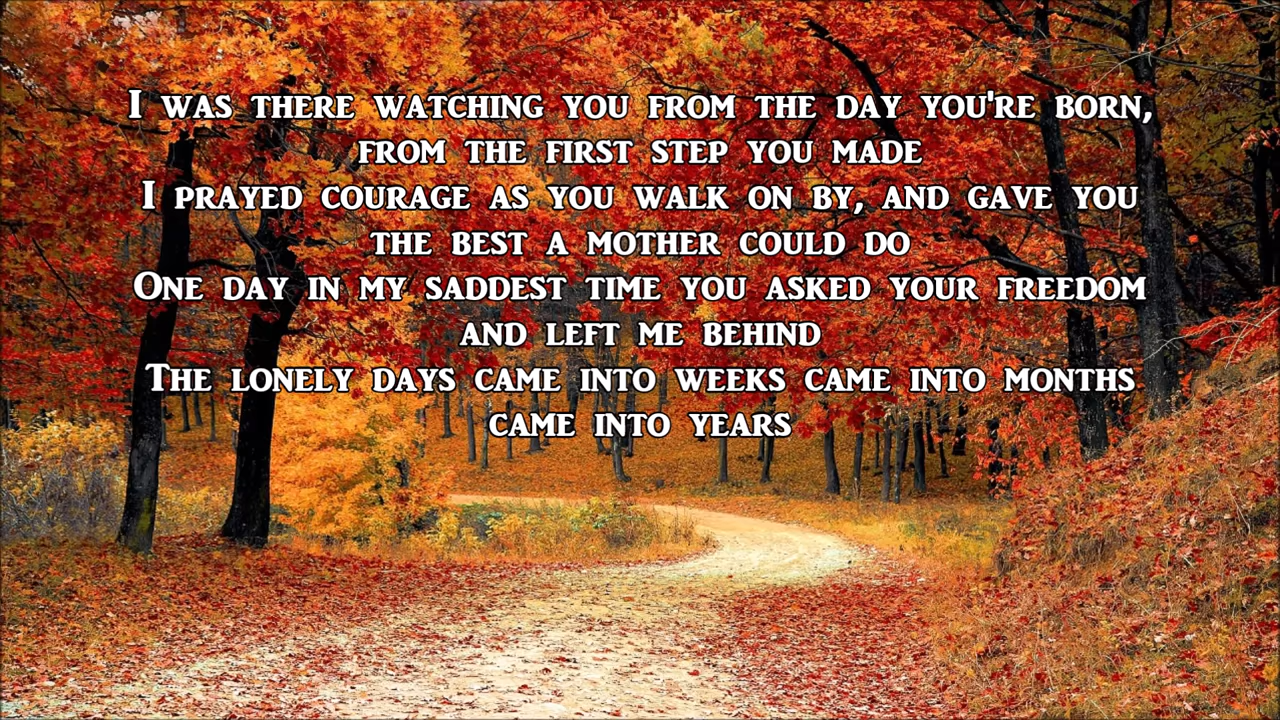 I was there watching you from the day you're born,
from the first step you made
I prayed courage as you walk on by, and gave you
the best a mother could do
One day in my saddest time you asked your freedom
and left me behind
The lonely days came into weeks came into months
came into years